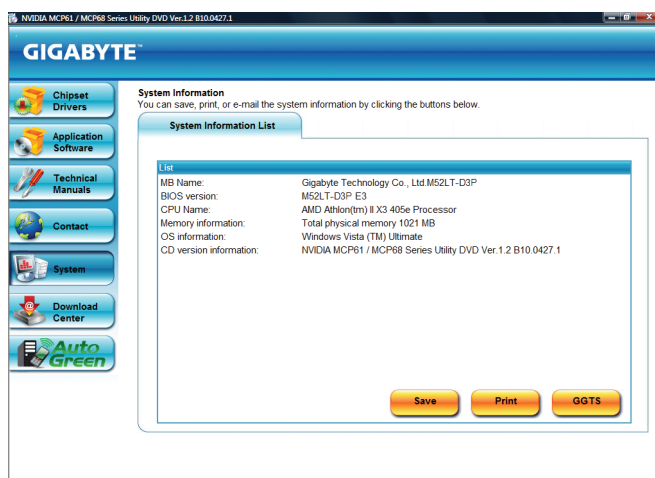 NVIDIA MCP61 / MCP68 Series Utility DVD Ver.1.2 B10.0427.1
GIGABYTE™
Chipset
Drivers
Application
Software
Technical
Manuals
Contact
System
Download
Center
Auto
Green
System Information
You can save, print, or e-mail the system information by clicking the buttons below.
System Information List
List
MB Name: Gigabyte Technology Co., Ltd.M52LT-D3P
BIOS version: M52LT-D3P E3
CPU Name: AMD Athlon(tm) II X3 405e Processor
Memory information: Total physical memory 1021 MB
OS information: Windows Vista (TM) Ultimate
CD version information: NVIDIA MCP61 / MCP68 Series Utility DVD Ver.1.2 B10.0427.1
Save Print GGTS